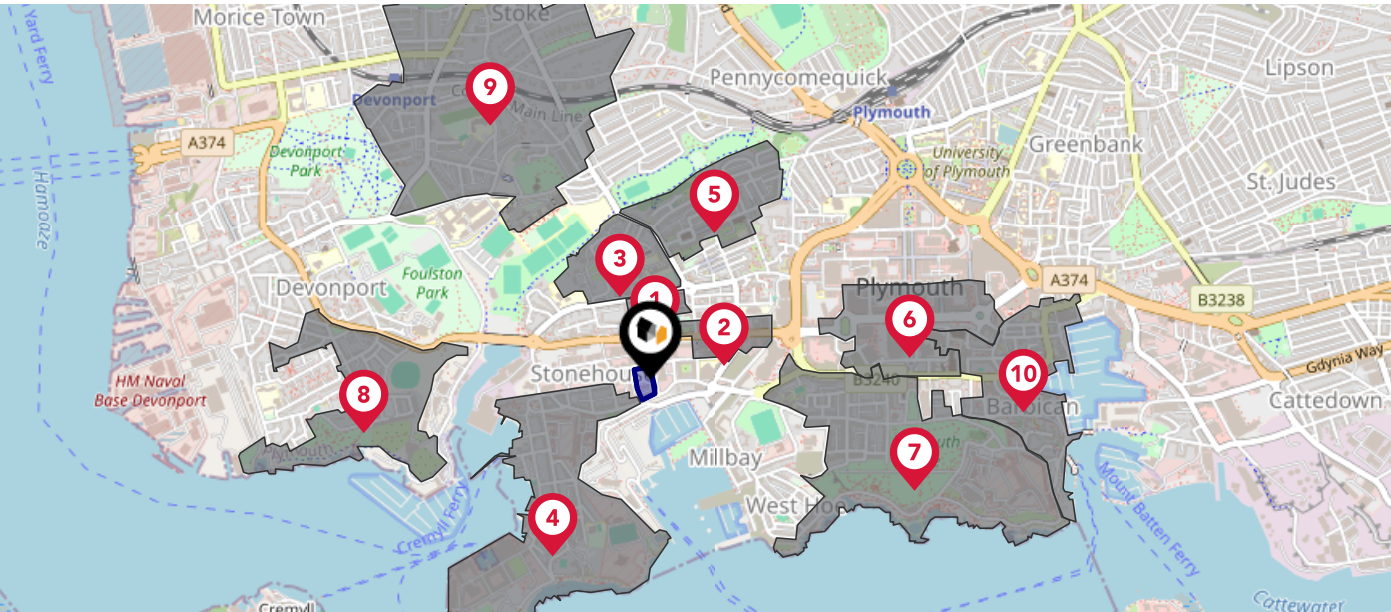 Yard Ferry
Morice Town
Stoke
Pennycomequick
Lipson
9
Devonport
Main Line
Plymouth
A374
Devonport
Park
University
of Plymouth
Greenbank
Hamoaze
5
St. Judes
3
Foulston
Park
Devonport
1
Plymouth
A374
B3238
2
6
Stonehou
Gdynia Way
HM Naval
Base Devonport
8
B3240
10
Barbican
Cattedown
Plymouth
7
Millbay
West Hoe
Cremyll Ferry
4
Mount Batten Ferry
Cremyll
Cattewater